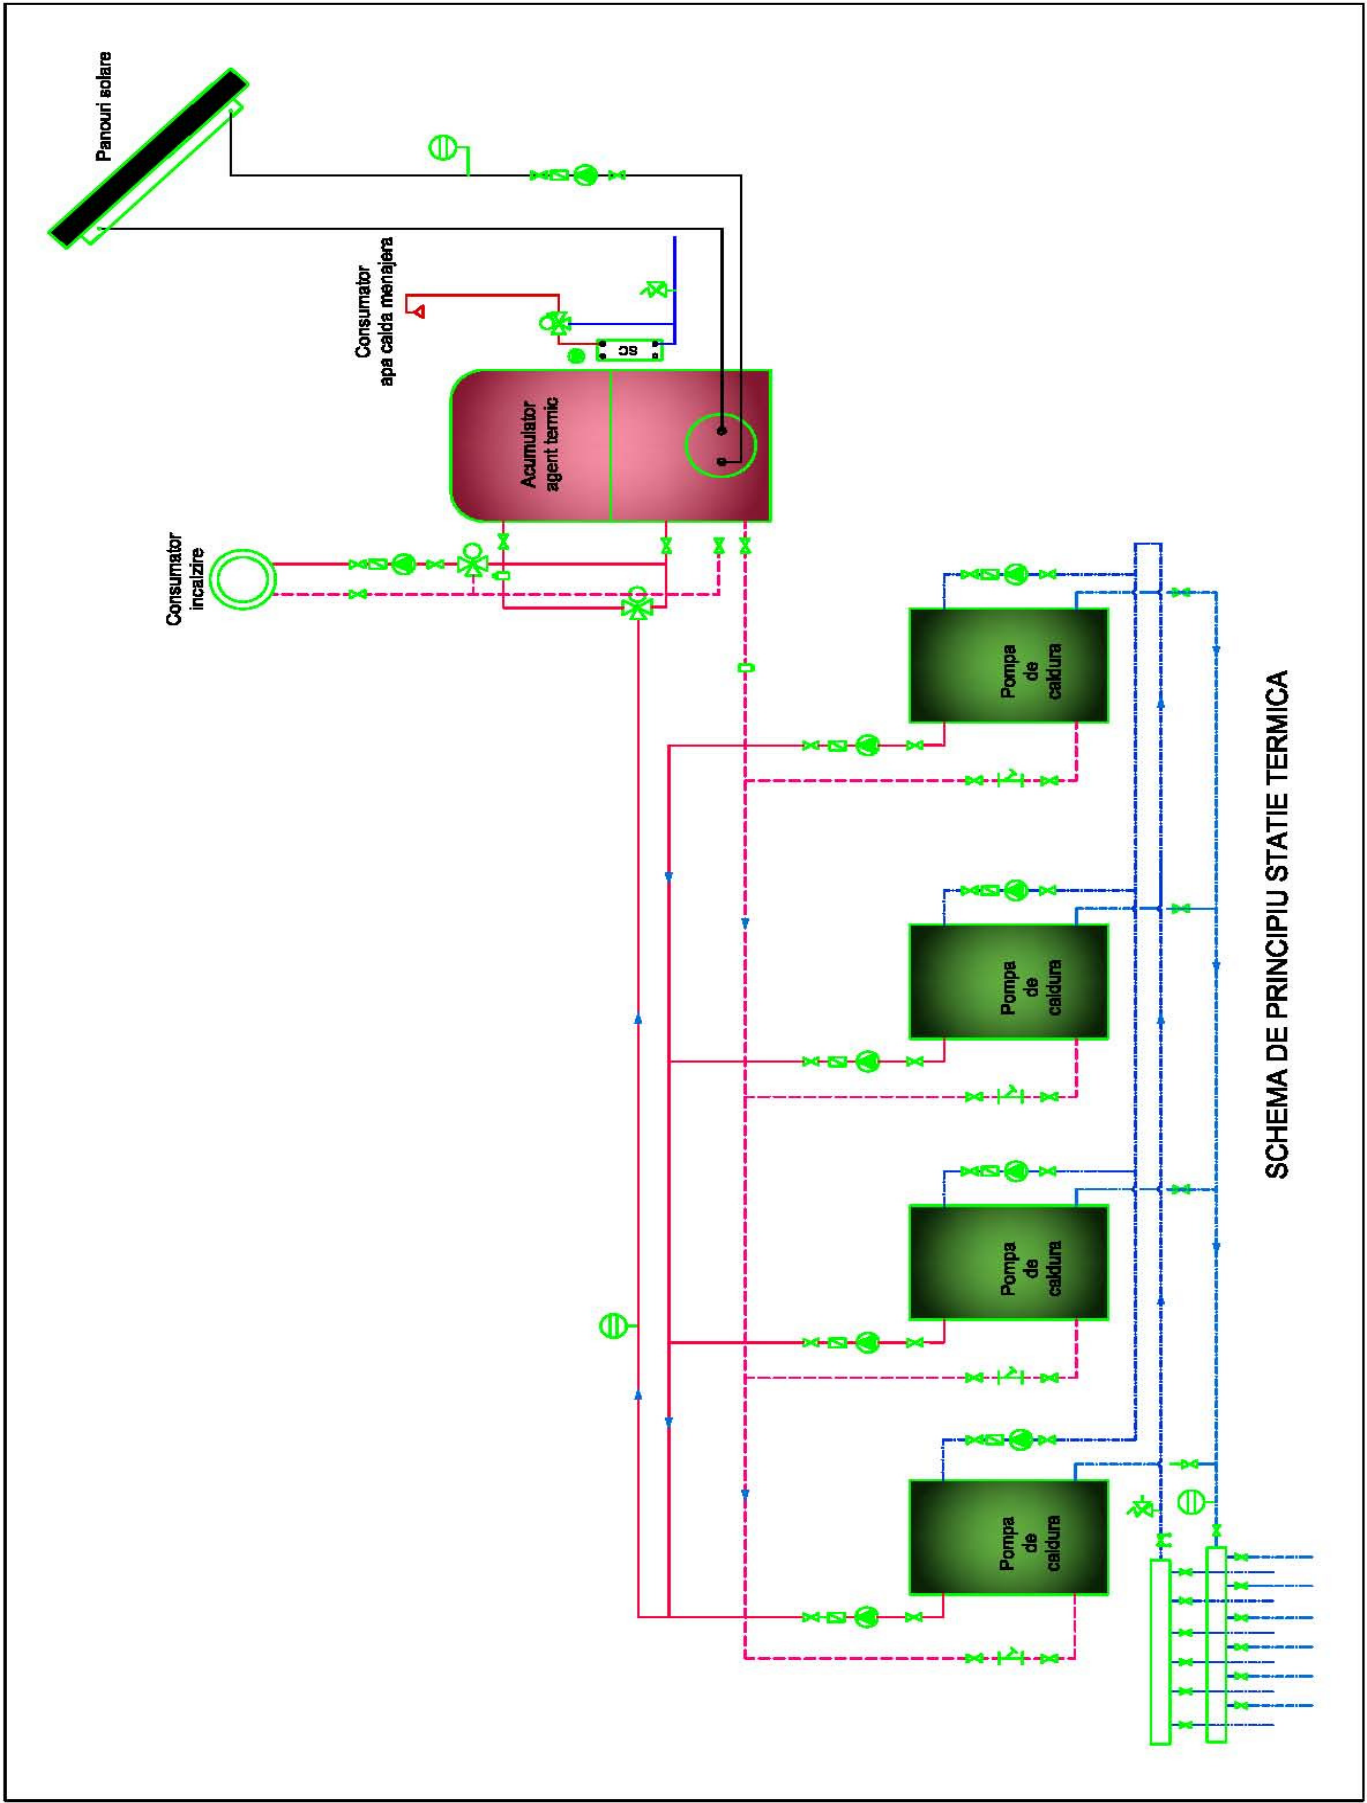 Panouri solare
Consumator
apa calda menajera
SC
Acumulator
agent termic
Consumator
incalzire
Pompa
de
caldura
Pompa
de
caldura
Pompa
de
caldura
Pompa
de
caldura
SCHEMA DE PRINCIPIU STATIE TERMICA